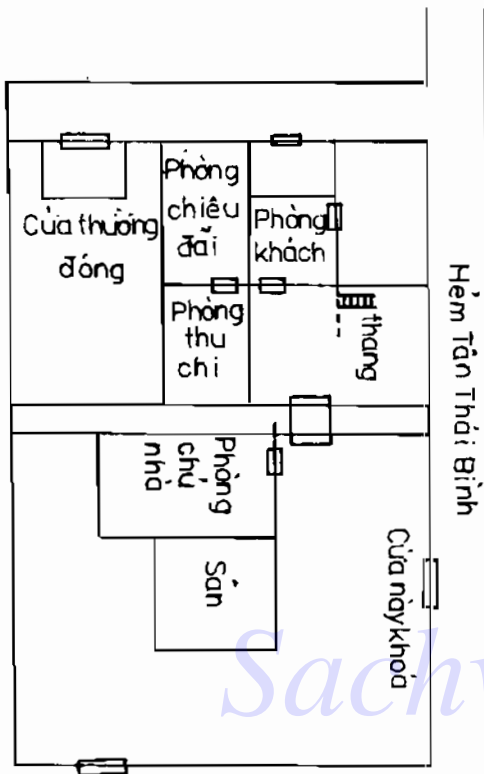 Phòng
chiêu
đãi
Cửa thường
đóng
Phòng
khách
Phòng
thu
chi
thang
Hẻm Tân Thái Bình
Phòng
chủ
nhà
Sân
Cửa này khoá
Sachv